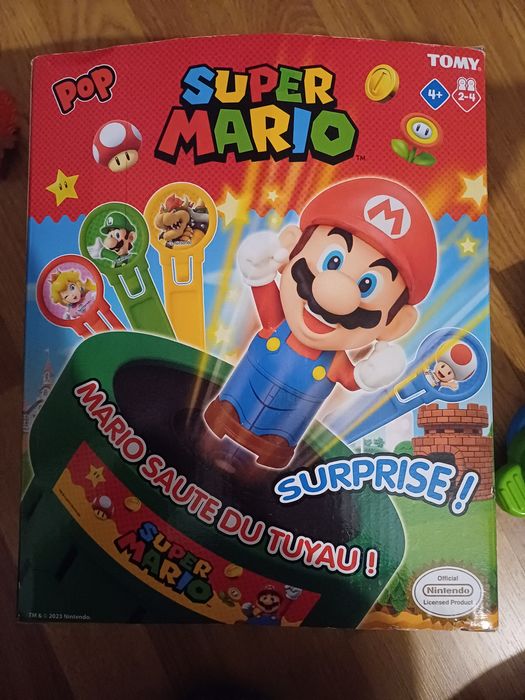 TOMY
POP
SUPER
MARIO™
4+
2-4
M
MARIO SAUTE DU TUYAU !
SURPRISE !
SUPER
MARIO
Official
Nintendo
Licensed Product
TM & © 2023 Nintendo.